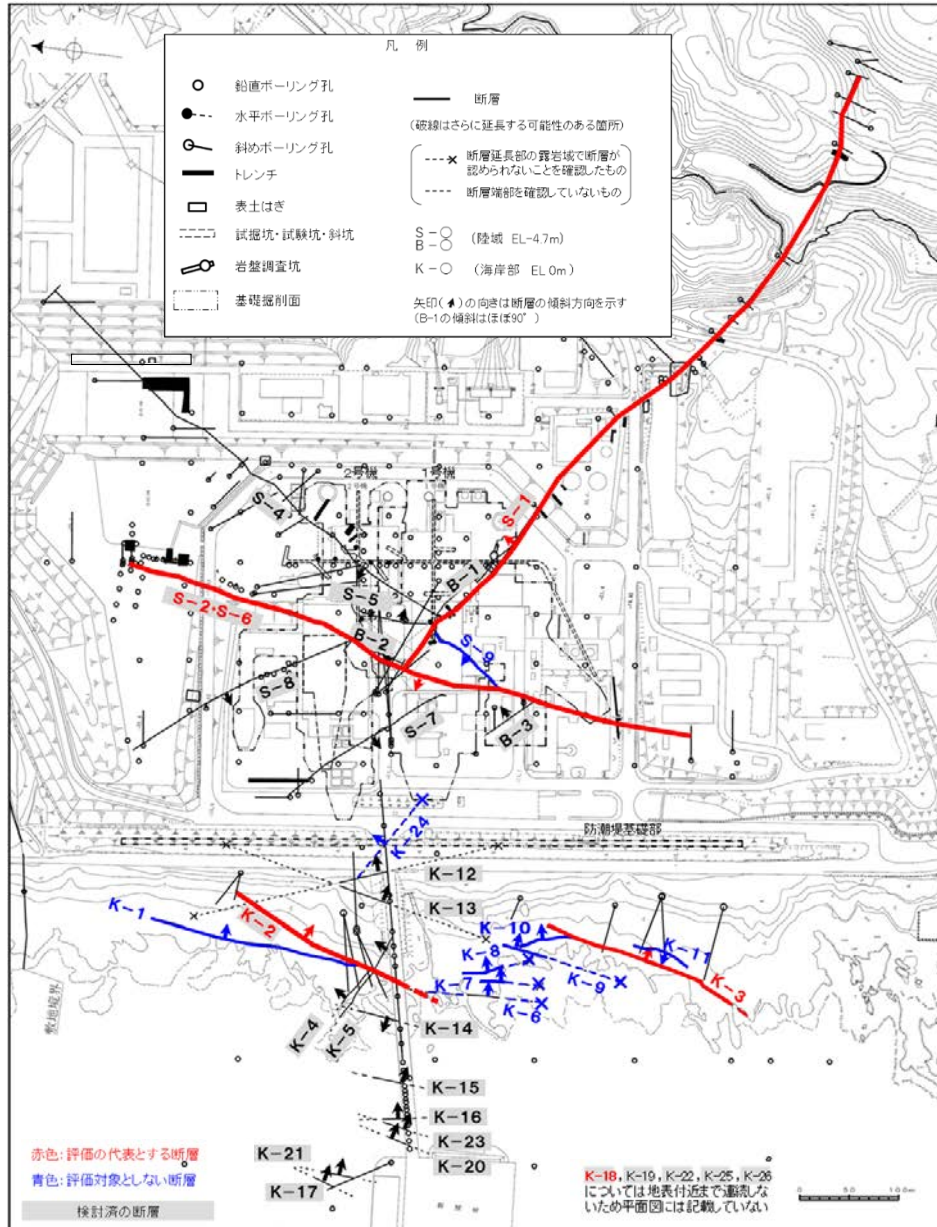 凡　例
鉛直ボーリング孔
水平ボーリング孔
斜めボーリング孔
トレンチ
表土はぎ
試掘坑・試験坑・斜坑
岩盤調査坑
基礎掘削面
断層
(破線はさらに延長する可能性のある箇所)
断層延長部の露岩域で断層が
認められないことを確認したもの
断層端部を確認していないもの
S-○
B-○
(陸域 EL-4.7m)
K-○
(海岸部 EL 0m)
矢印( )の向きは断層の傾斜方向を示す
(B-1の傾斜はほぼ90°)
2号機
1号機
S-4
S-1
B-1
S-5
S-2・S-6
B-2
S-9
S-8
S-7
B-3
K-24
防潮堤基礎部
K-12
K-1
K-2
K-13
K-10
K-8
K-11
K-7
K-9
K-6
K-3
K-4
K-5
K-14
敷地境界
K-15
K-16
K-23
K-21
K-20
K-17
赤色:評価の代表とする断層
青色:評価対象としない断層
検討済の断層
K-18, K-19, K-22, K-25, K-26
については地表付近まで連続しな
いため平面図には記載していない
0 50 100m